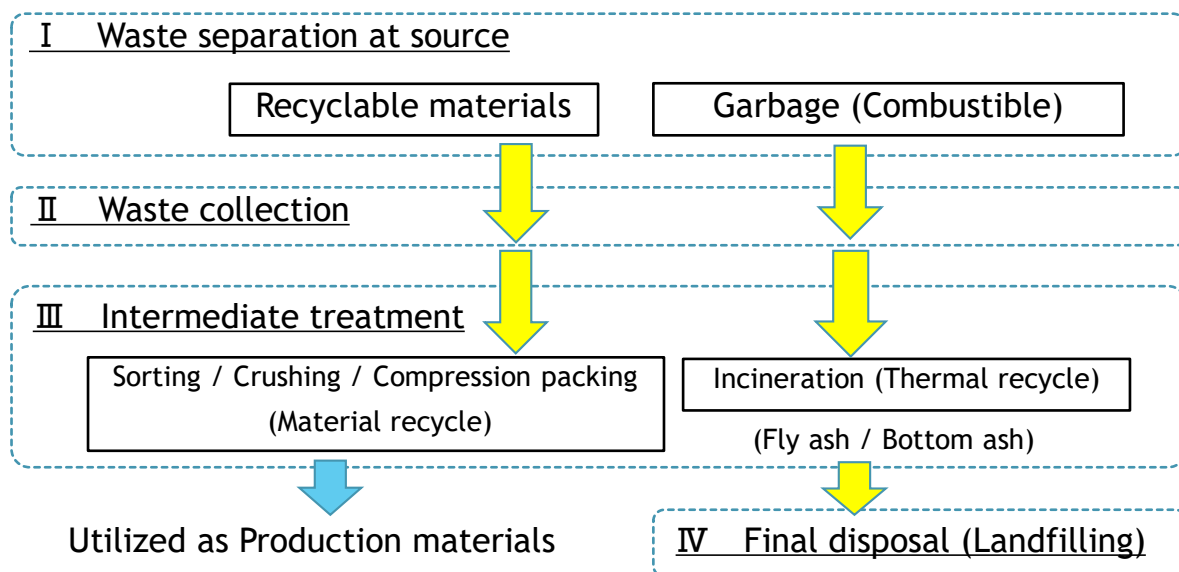 Ⅰ Waste separation at source
Recyclable materials
Garbage (Combustible)
Ⅱ Waste collection
Ⅲ Intermediate treatment
Sorting / Crushing / Compression packing
(Material recycle)
Incineration (Thermal recycle)
(Fly ash / Bottom ash)
Utilized as Production materials
Ⅳ Final disposal (Landfilling)